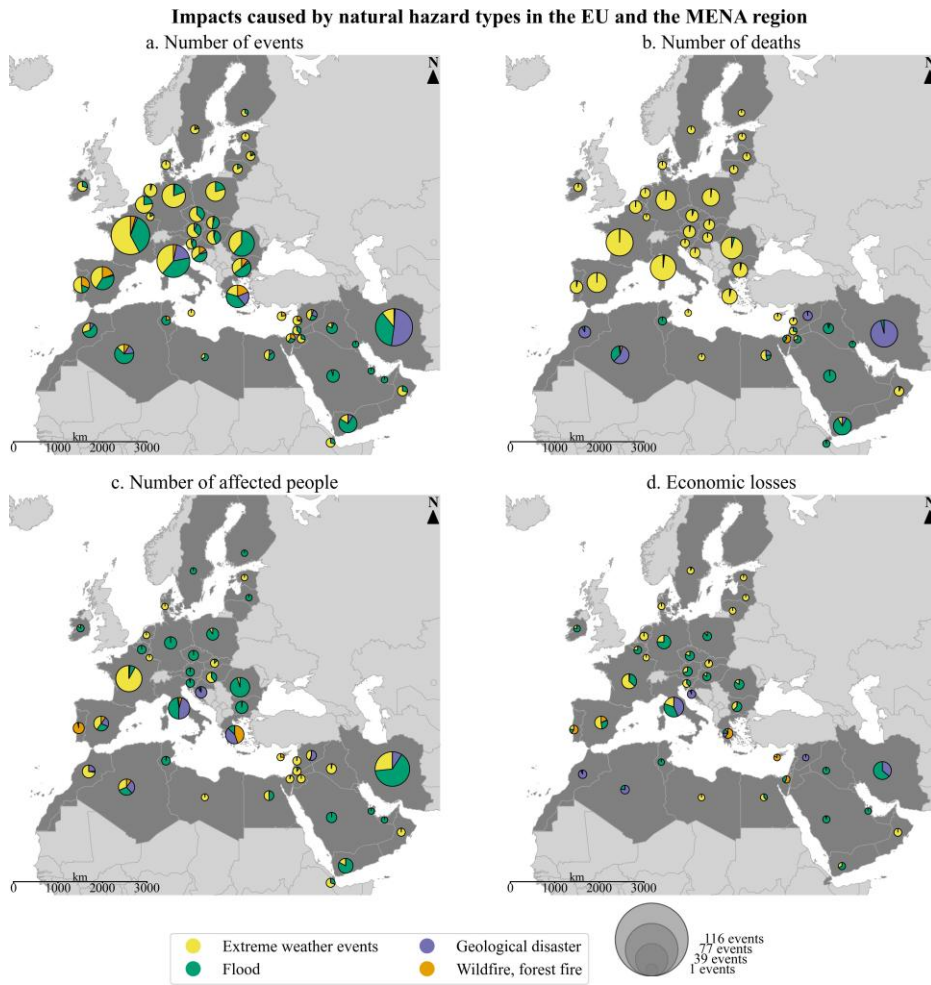 Impacts caused by natural hazard types in the EU and the MENA region
a. Number of events
b. Number of deaths
N
N
km
0 1000 2000 3000
km
0 1000 2000 3000
c. Number of affected people
d. Economic losses
N
N
km
0 1000 2000 3000
km
0 1000 2000 3000
Extreme weather events
Geological disaster
Flood
Wildfire, forest fire
116 events
77 events
39 events
1 events